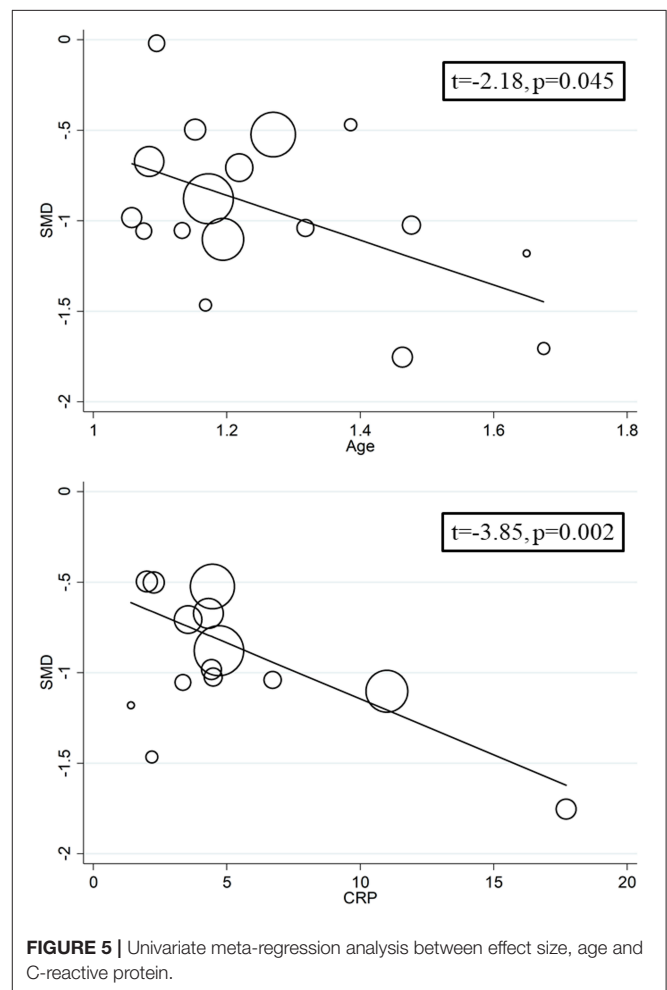 0
-.5
-1
-1.5
-2
SMD
t=-2.18, p=0.045
1
1.2
1.4
1.6
1.8
Age
0
-.5
-1
-1.5
-2
SMD
t=-3.85, p=0.002
0
5
10
15
20
CRP
FIGURE 5 | Univariate meta-regression analysis between effect size, age and
C-reactive protein.